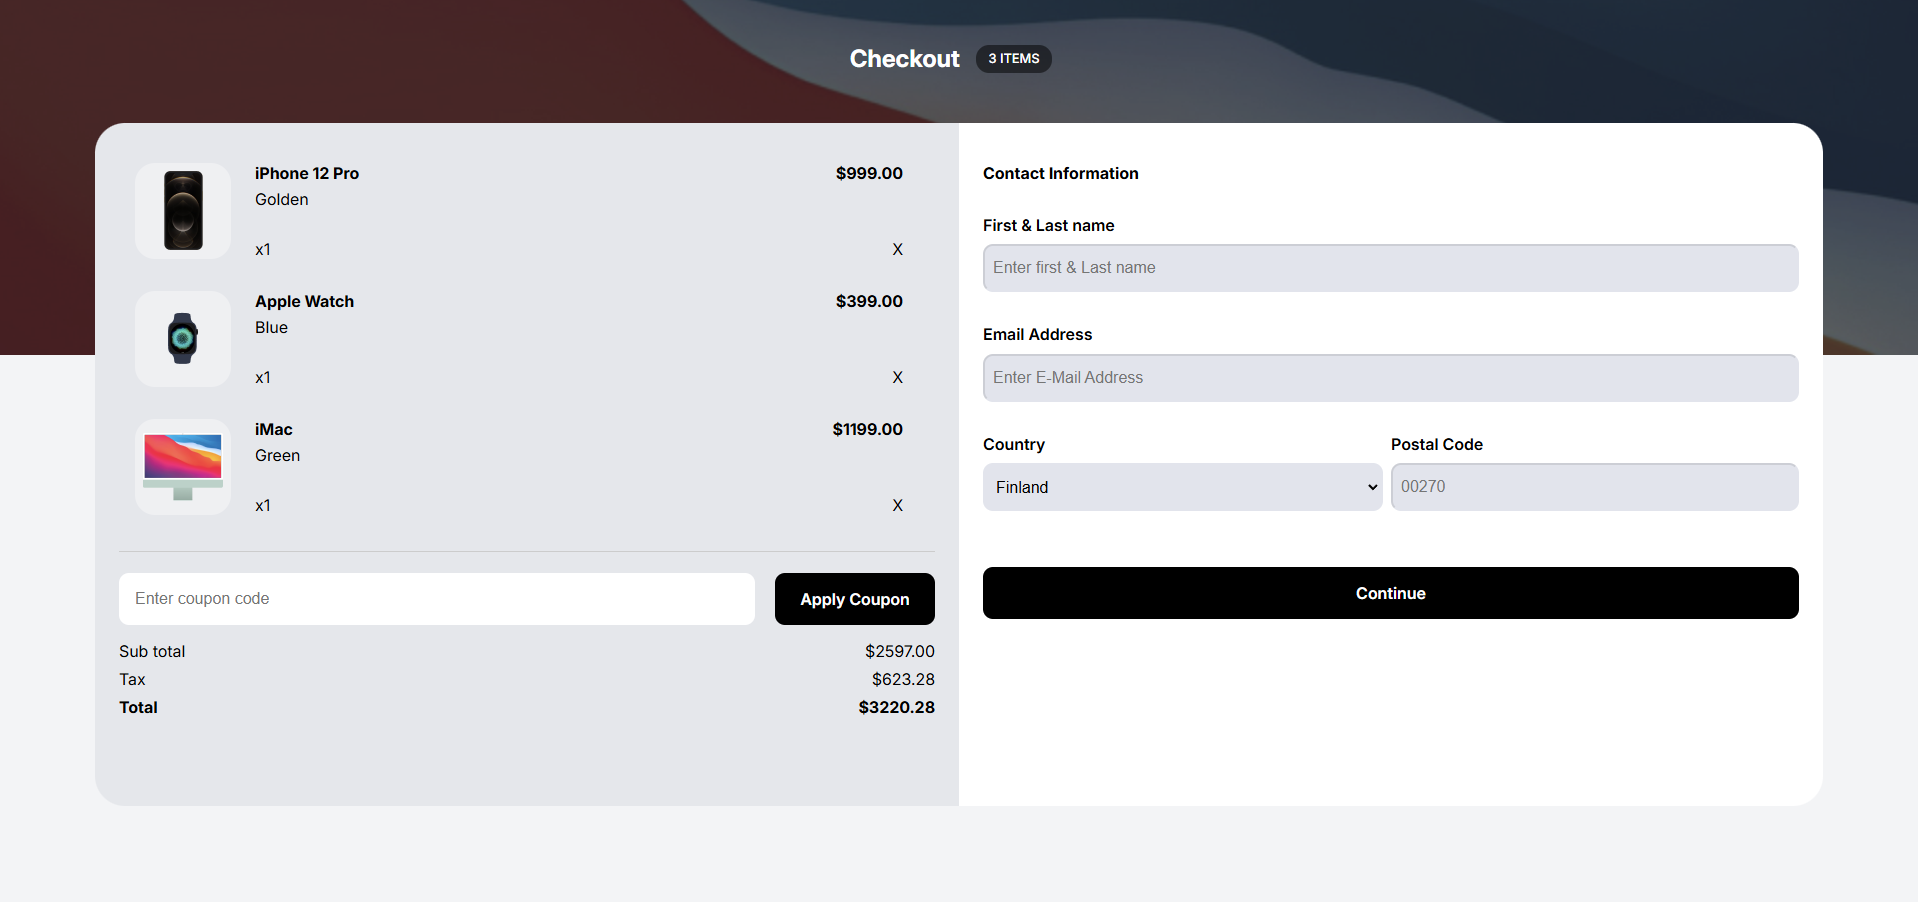 Checkout 3 ITEMS
iPhone 12 Pro $999.00
Golden
x1 X
Apple Watch $399.00
Blue
x1 X
iMac $1199.00
Green
x1 X
Enter coupon code Apply Coupon
Sub total $2597.00
Tax $623.28
Total $3220.28
Contact Information
First & Last name
Enter first & Last name
Email Address
Enter E-Mail Address
Country Postal Code
Finland 00270
Continue